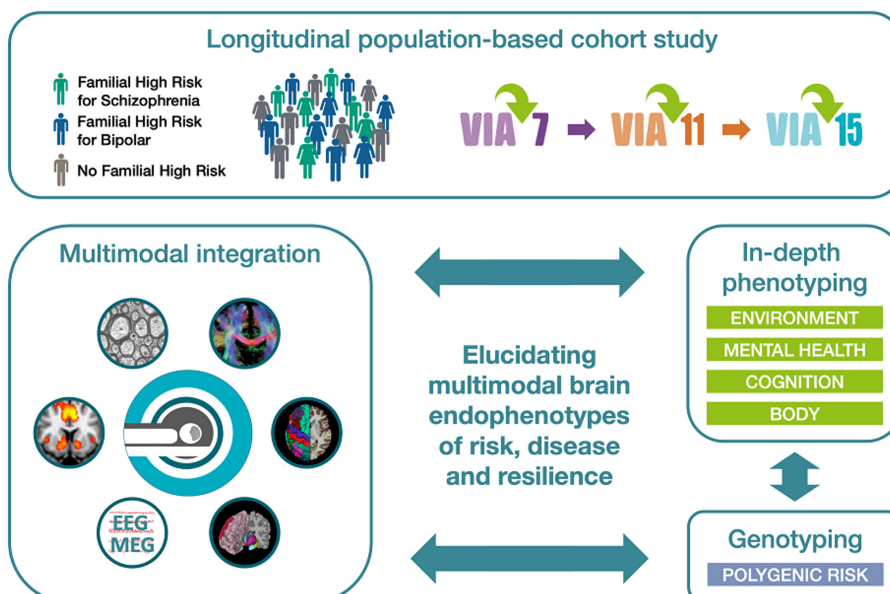 Longitudinal population-based cohort study
Familial High Risk
for Schizophrenia
Familial High Risk
for Bipolar
No Familial High Risk
VIA 7
VIA 11
VIA 15
Multimodal integration
EEG
MEG
Elucidating
multimodal brain
endophenotypes
of risk, disease
and resilience
In-depth
phenotyping
ENVIRONMENT
MENTAL HEALTH
COGNITION
BODY
Genotyping
POLYGENIC RISK